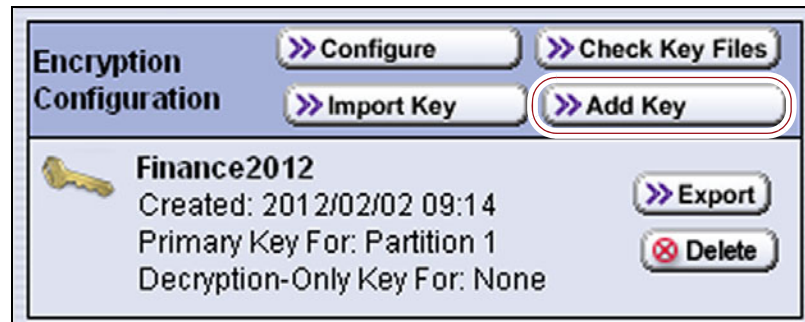 Encryption
Configuration
>> Configure
>> Check Key Files
>> Import Key
>> Add Key
Finance2012
Created: 2012/02/02 09:14
Primary Key For: Partition 1
Decryption-Only Key For: None
>> Export
Delete